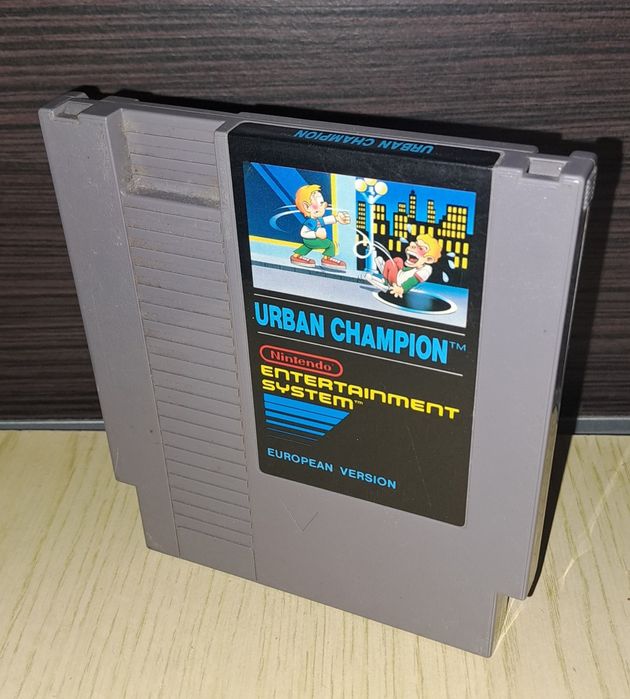 URBAN CHAMPION
URBAN CHAMPION™
Nintendo
ENTERTAINMENT
SYSTEM™
EUROPEAN VERSION